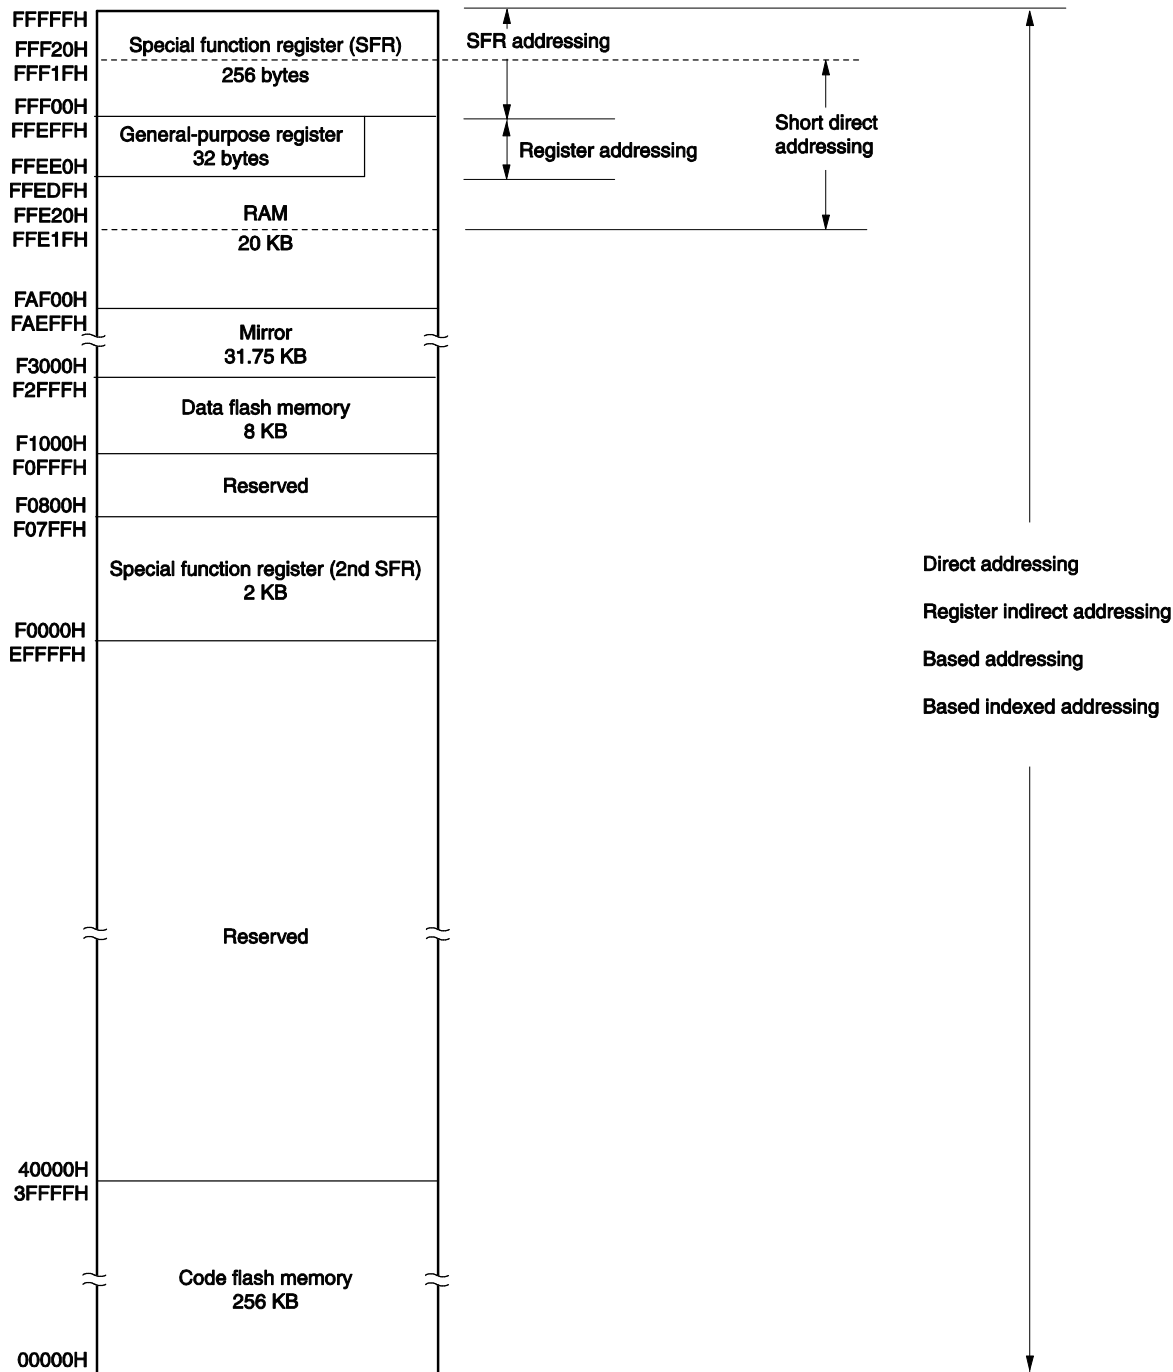 FFFFFH
SFR addressing
Special function register (SFR)
256 bytes
FFF20H
FFF1FH
FFF00H
FFEFFH
General-purpose register
32 bytes
Register addressing
Short direct
addressing
FFEE0H
FFEDFH
FFE20H
FFE1FH
RAM
20 KB
FAF00H
FAEFFH
Mirror
31.75 KB
F3000H
F2FFFH
Data flash memory
8 KB
F1000H
F0FFFH
Reserved
F0800H
F07FFH
Special function register (2nd SFR)
2 KB
Direct addressing
Register indirect addressing
Based addressing
Based indexed addressing
F0000H
EFFFFH
Reserved
40000H
3FFFFH
Code flash memory
256 KB
00000H